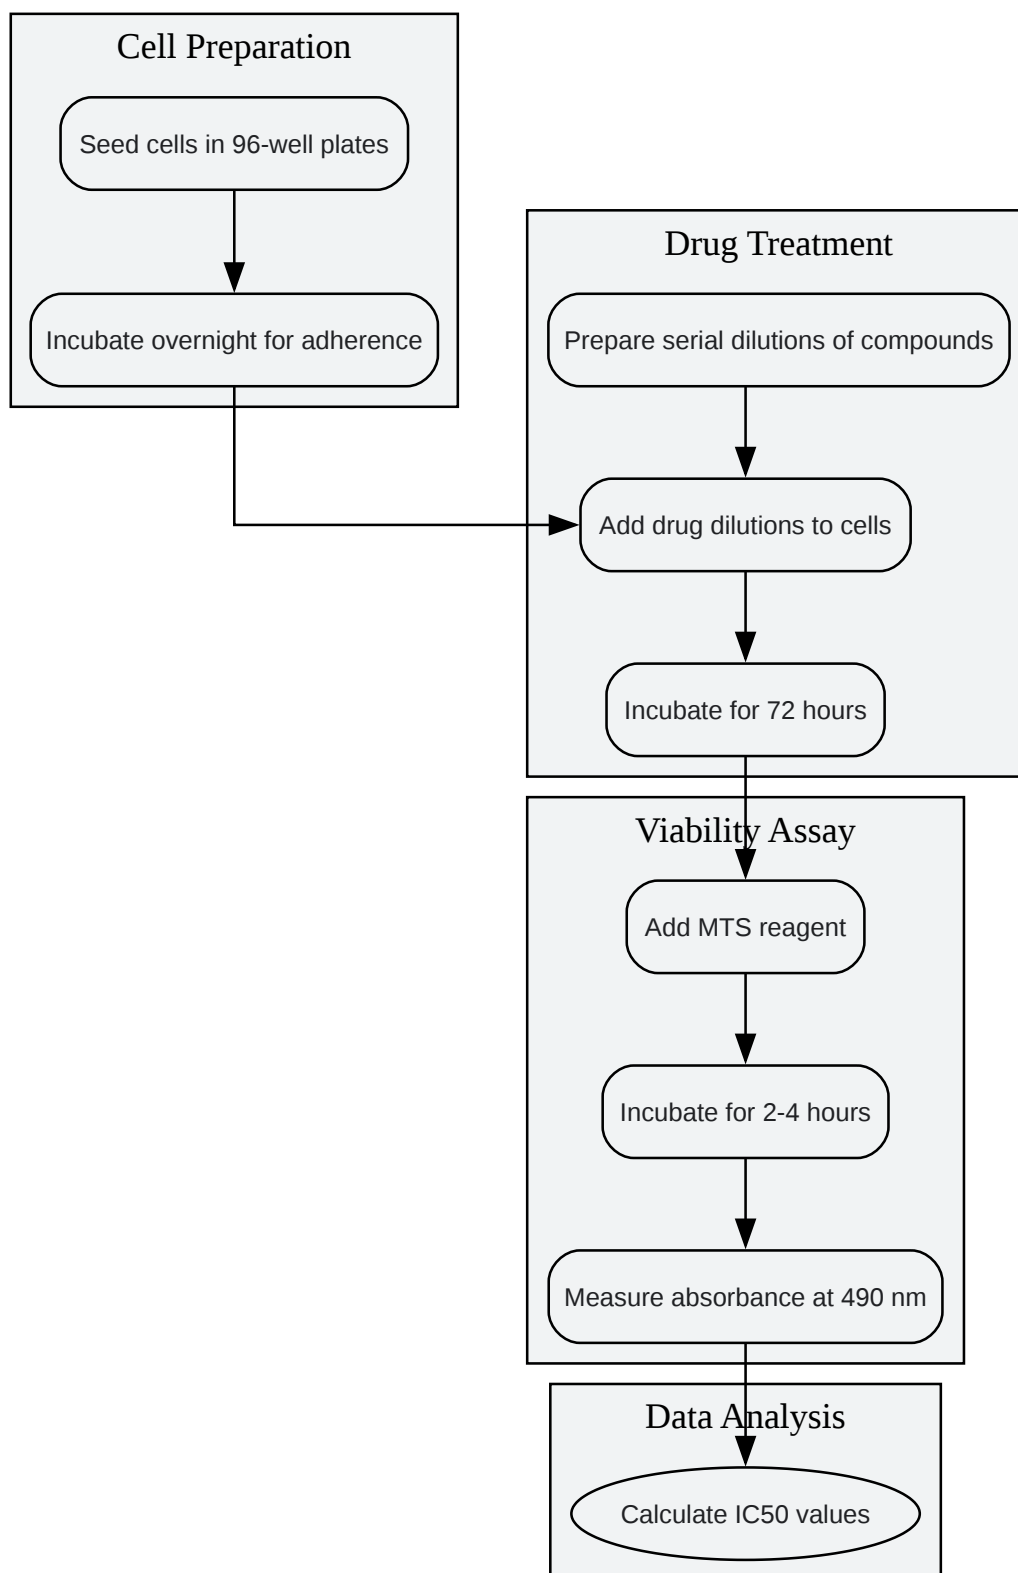 Cell Preparation
Seed cells in 96-well plates
Incubate overnight for adherence
Drug Treatment
Prepare serial dilutions of compounds
Add drug dilutions to cells
Incubate for 72 hours
Viability Assay
Add MTS reagent
Incubate for 2-4 hours
Measure absorbance at 490 nm
Data Analysis
Calculate IC50 values